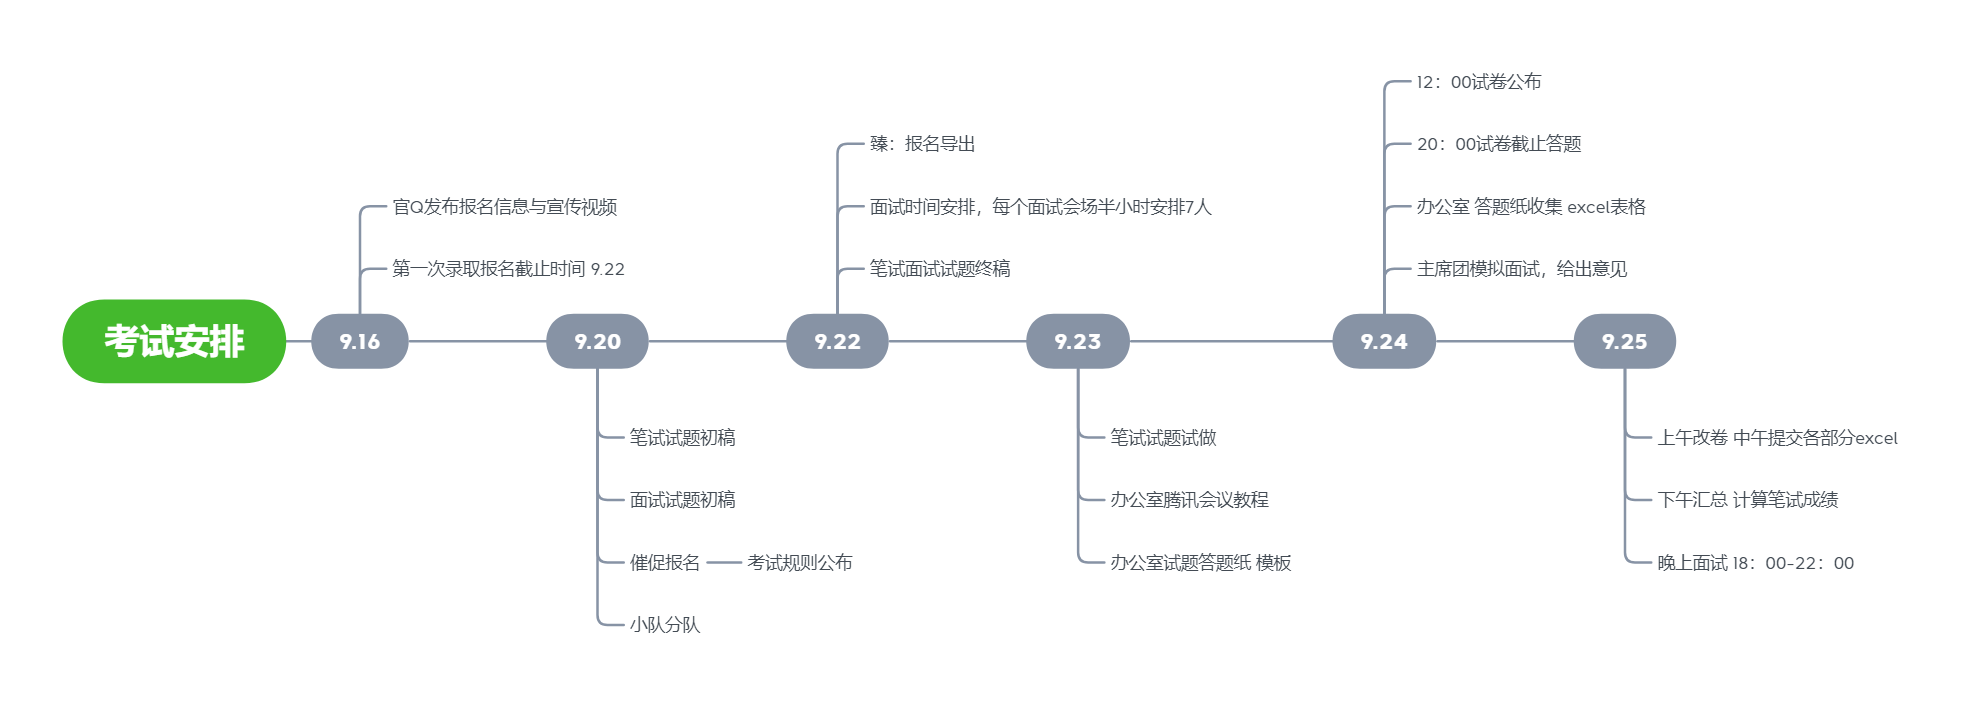 考试安排
9.16
官Q发布报名信息与宣传视频
第一次录取报名截止时间 9.22
9.20
笔试试题初稿
面试试题初稿
催促报名
考试规则公布
小队分队
9.22
臻：报名导出
面试时间安排，每个面试会场半小时安排7人
笔试面试试题终稿
9.23
笔试试题试做
办公室腾讯会议教程
办公室试题答题纸 模板
9.24
12：00试卷公布
20：00试卷截止答题
办公室 答题纸收集 excel表格
主席团模拟面试，给出意见
9.25
上午改卷 中午提交各部分excel
下午汇总 计算笔试成绩
晚上面试 18：00-22：00